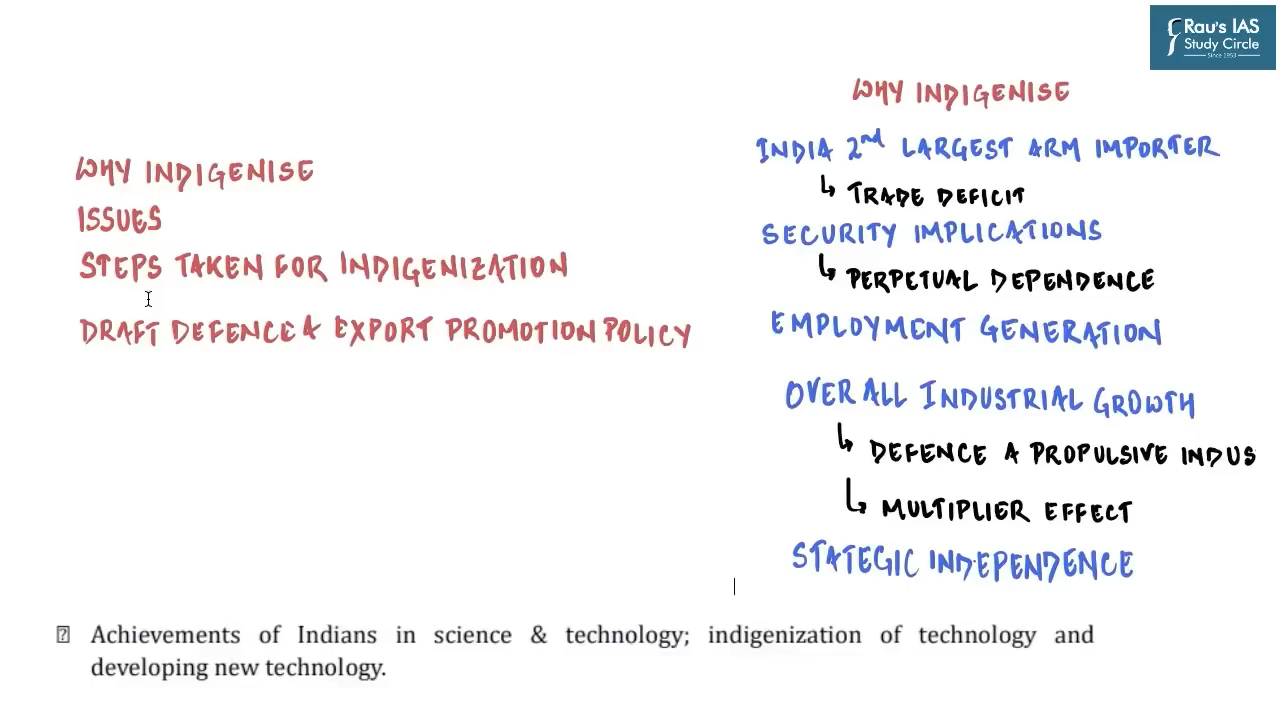 Rau's IAS
Study Circle
Since 1953
WHY INDIGENISE
ISSUES
STEPS TAKEN FOR INDIGENIZATION
DRAFT DEFENCE & EXPORT PROMOTION POLICY
WHY INDIGENISE
INDIA 2nd LARGEST ARM IMPORTER
↳ TRADE DEFICIT
SECURITY IMPLICATIONS
↳ PERPETUAL DEPENDENCE
EMPLOYMENT GENERATION
OVERALL INDUSTRIAL GROWTH
↳ DEFENCE A PROPULSIVE INDUS
↳ MULTIPLIER EFFECT
STATEGIC INDEPENDENCE
Achievements of Indians in science & technology; indigenization of technology and
developing new technology.